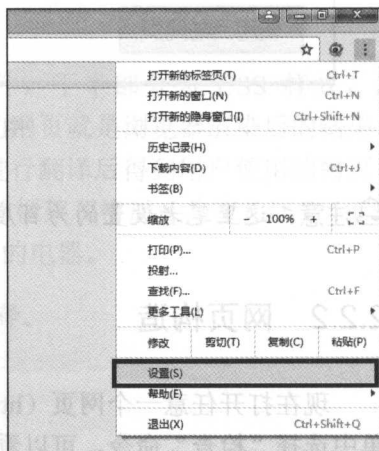 打开新的标签页(T) Ctrl+T
打开新的窗口(N) Ctrl+N
打开新的隐身窗口(I) Ctrl+Shift+N
历史记录(H)
下载内容(D) Ctrl+J
书签(B)
缩放 - 100% +
打印(P)... Ctrl+P
投射...
查找(F)... Ctrl+F
更多工具(L)
修改 剪切(T) 复制(C) 粘贴(P)
设置(S)
帮助(E)
退出(X) Ctrl+Shift+Q